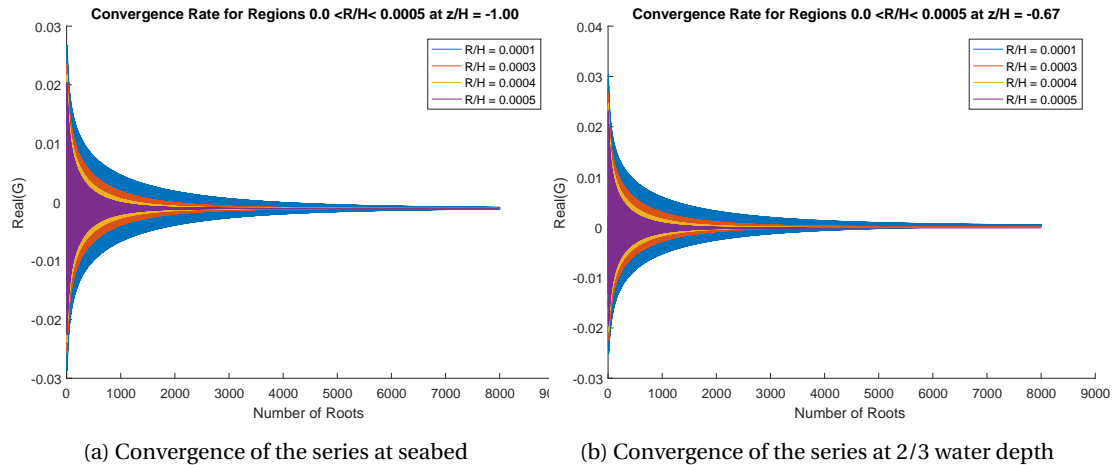 Convergence Rate for Regions 0.0 <R/H< 0.0005 at z/H = -1.00
0.03
0.02
0.01
0
-0.01
-0.02
-0.03
Real(G)
R/H = 0.0001
R/H = 0.0003
R/H = 0.0004
R/H = 0.0005
0 1000 2000 3000 4000 5000 6000 7000 8000 900
Number of Roots
(a) Convergence of the series at seabed
Convergence Rate for Regions 0.0 <R/H< 0.0005 at z/H = -0.67
0.04
0.03
0.02
0.01
0
-0.01
-0.02
-0.03
Real(G)
R/H = 0.0001
R/H = 0.0003
R/H = 0.0004
R/H = 0.0005
0 1000 2000 3000 4000 5000 6000 7000 8000 9000
Number of Roots
(b) Convergence of the series at 2/3 water depth